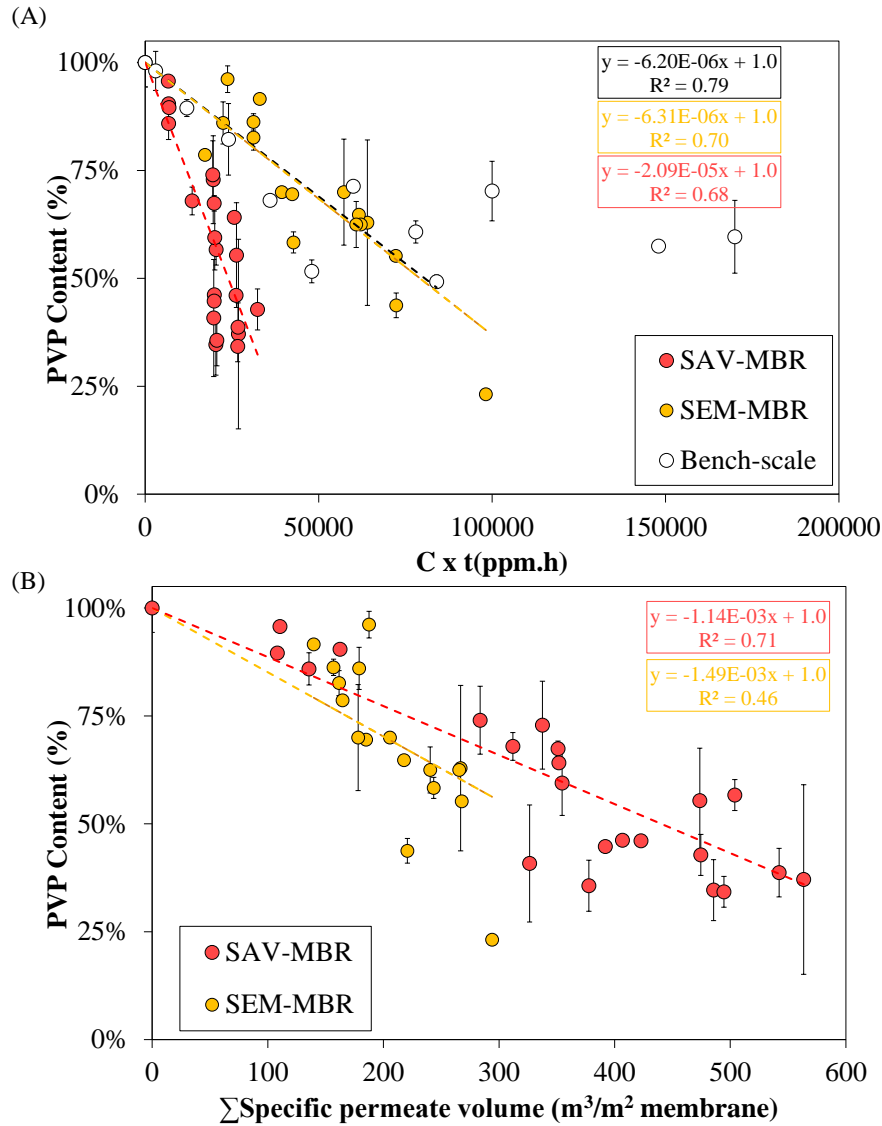 (A)
100%
75%
50%
25%
0%
PVP Content (%)
y = -6.20E-06x + 1.0
R² = 0.79
y = -6.31E-06x + 1.0
R² = 0.70
y = -2.09E-05x + 1.0
R² = 0.68
SAV-MBR
SEM-MBR
Bench-scale
0
50000
100000
150000
200000
C x t(ppm.h)
(B)
100%
75%
50%
25%
0%
PVP Content (%)
y = -1.14E-03x + 1.0
R² = 0.71
y = -1.49E-03x + 1.0
R² = 0.46
SAV-MBR
SEM-MBR
0
100
200
300
400
500
600
∑Specific permeate volume (m³/m² membrane)